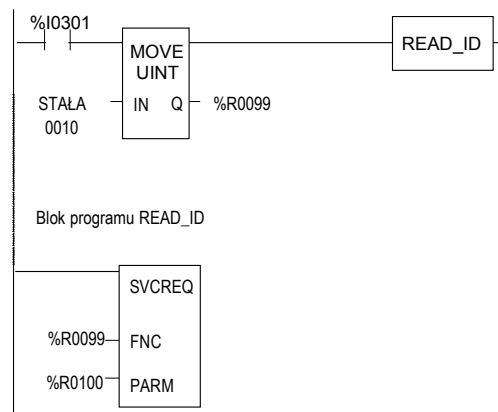 %I0301
MOVE
UINT
READ_ID
STAŁA
0010
IN Q
%R0099
Blok programu READ_ID
SVCREQ
%R0099
FNC
%R0100
PARM